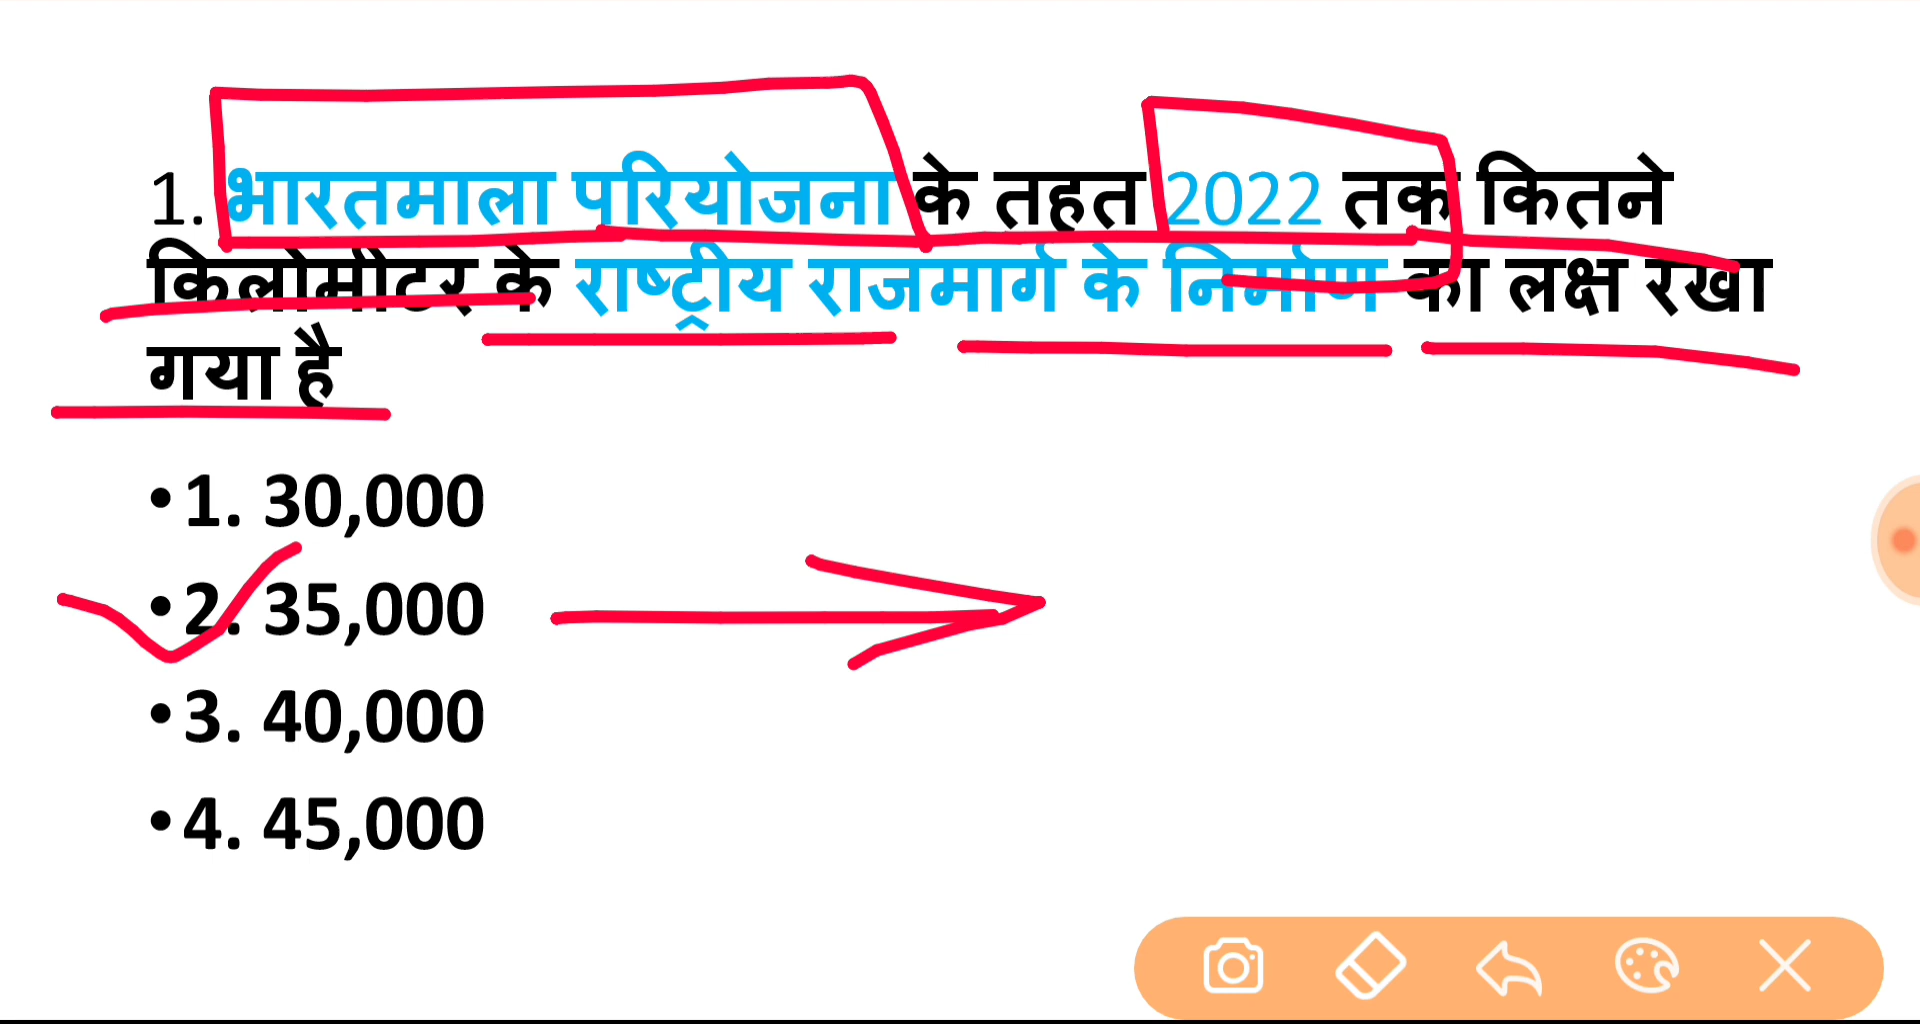 1. भारतमाला परियोजना के तहत 2022 तक कितने
किलोमीटर के राष्ट्रीय राजमार्ग के निर्माण का लक्ष रखा
गया है
•1. 30,000
•2. 35,000
•3. 40,000
•4. 45,000